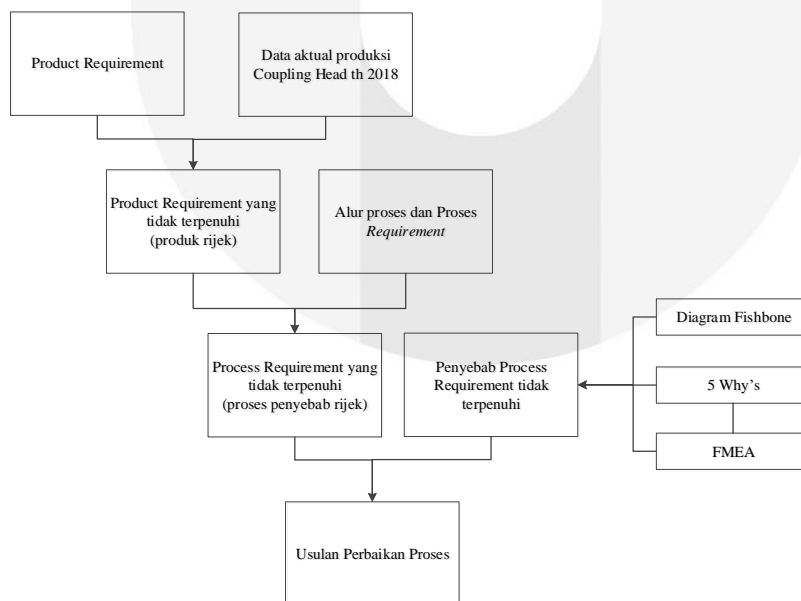 Product Requirement
Data aktual produksi
Coupling Head th 2018
Product Requirement yang
tidak terpenuhi
(produk rijek)
Alur proses dan Proses
Requirement
Process Requirement yang
tidak terpenuhi
(proses penyebab rijek)
Penyebab Process
Requirement tidak
terpenuhi
Diagram Fishbone
5 Why's
FMEA
Usulan Perbaikan Proses